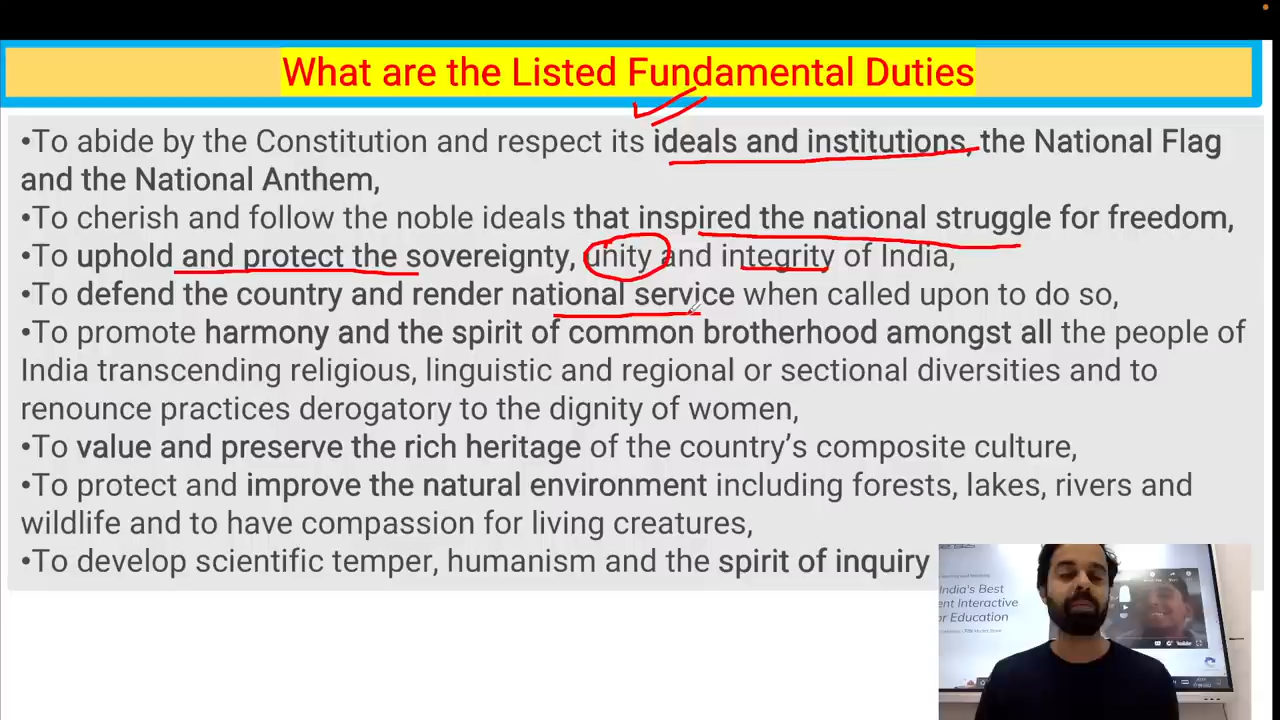 What are the Listed Fundamental Duties
•To abide by the Constitution and respect its ideals and institutions, the National Flag
and the National Anthem,
•To cherish and follow the noble ideals that inspired the national struggle for freedom,
•To uphold and protect the sovereignty, unity and integrity of India,
•To defend the country and render national service when called upon to do so,
•To promote harmony and the spirit of common brotherhood amongst all the people of
India transcending religious, linguistic and regional or sectional diversities and to
renounce practices derogatory to the dignity of women,
•To value and preserve the rich heritage of the country’s composite culture,
•To protect and improve the natural environment including forests, lakes, rivers and
wildlife and to have compassion for living creatures,
•To develop scientific temper, humanism and the spirit of inquiry
India's Best
ent Interactive
or Education